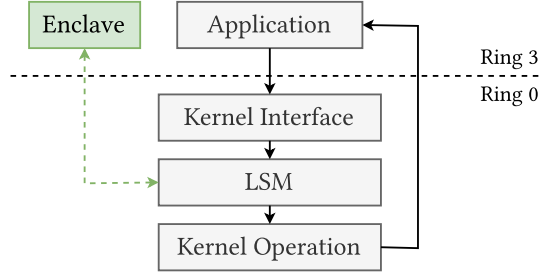 Enclave
Application
Ring 3
Ring 0
Kernel Interface
LSM
Kernel Operation